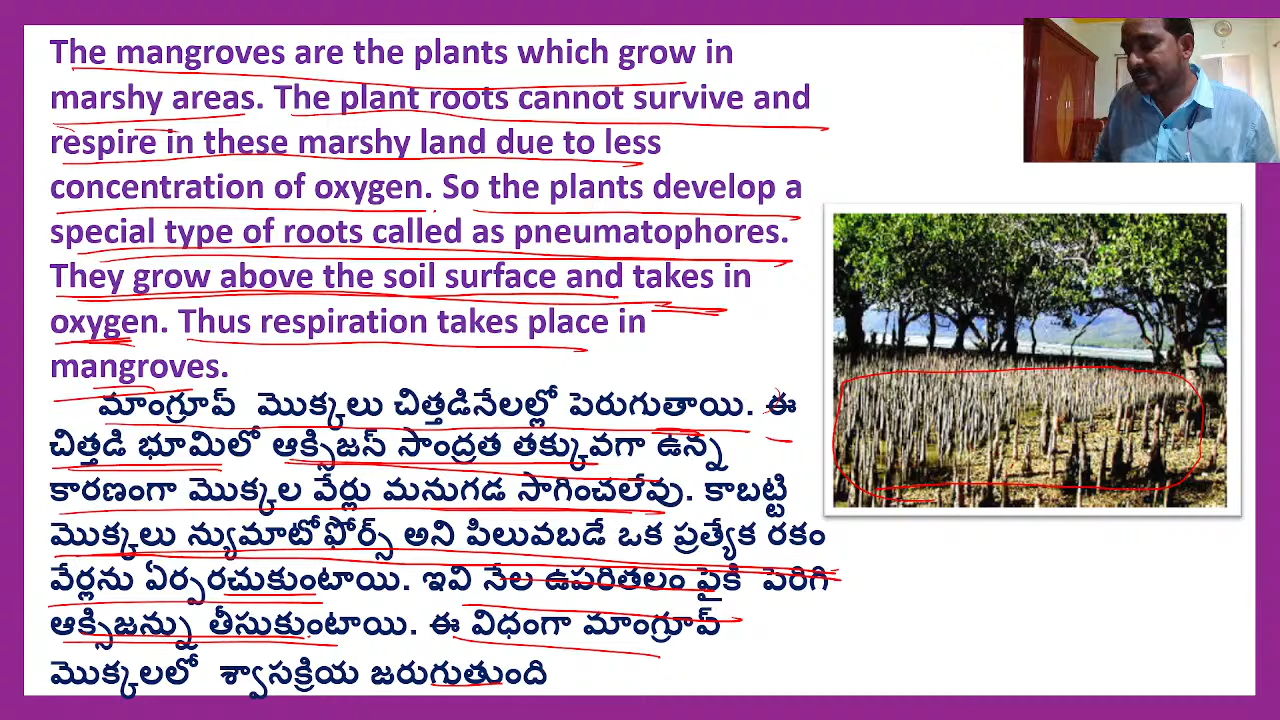 The mangroves are the plants which grow in
marshy areas. The plant roots cannot survive and
respire in these marshy land due to less
concentration of oxygen. So the plants develop a
special type of roots called as pneumatophores.
They grow above the soil surface and takes in
oxygen. Thus respiration takes place in
mangroves.
మాంగ్రూవ్ మొక్కలు చిత్తడినేలల్లో పెరుగుతాయి. ఈ
చిత్తడి భూమిలో ఆక్సిజన్ సాంద్రత తక్కువగా ఉన్న
కారణంగా మొక్కల వేర్లు మనుగడ సాగించలేవు. కాబట్టి
మొక్కలు న్యుమాటోఫోర్స్ అని పిలువబడే ఒక ప్రత్యేక రకం
వేర్లను ఏర్పరచుకుంటాయి. ఇవి నేల ఉపరితలం పైకి పెరిగి
ఆక్సిజన్ను తీసుకుంటాయి. ఈ విధంగా మాంగ్రూవ్
మొక్కలలో శ్వాసక్రియ జరుగుతుంది